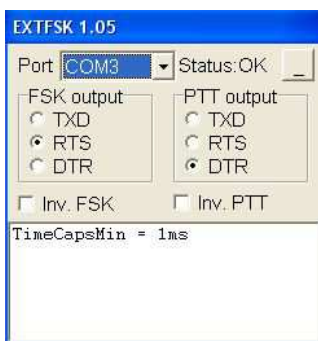 EXTFSK 1.05
Port COM3 Status:OK _
FSK output PTT output
TXD TXD
RTS RTS
DTR DTR
Inv. FSK Inv. PTT
TimeCapsMin = 1ms